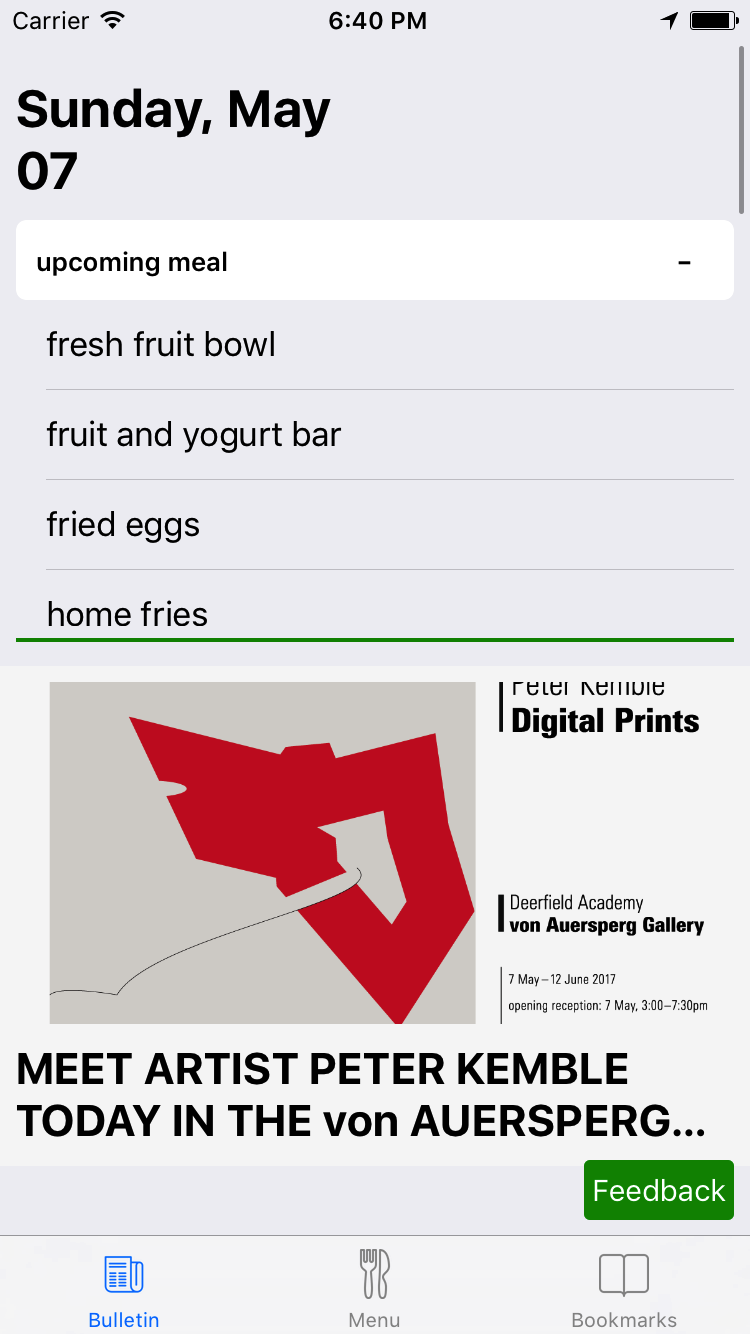 Carrier
6:40 PM
Sunday, May
07
upcoming meal
-
fresh fruit bowl
fruit and yogurt bar
fried eggs
home fries
Peter Kemble
Digital Prints
Deerfield Academy
von Auersperg Gallery
7 May – 12 June 2017
opening reception: 7 May, 3:00–7:30pm
MEET ARTIST PETER KEMBLE
TODAY IN THE von AUERSPERG...
Feedback
Bulletin
Menu
Bookmarks